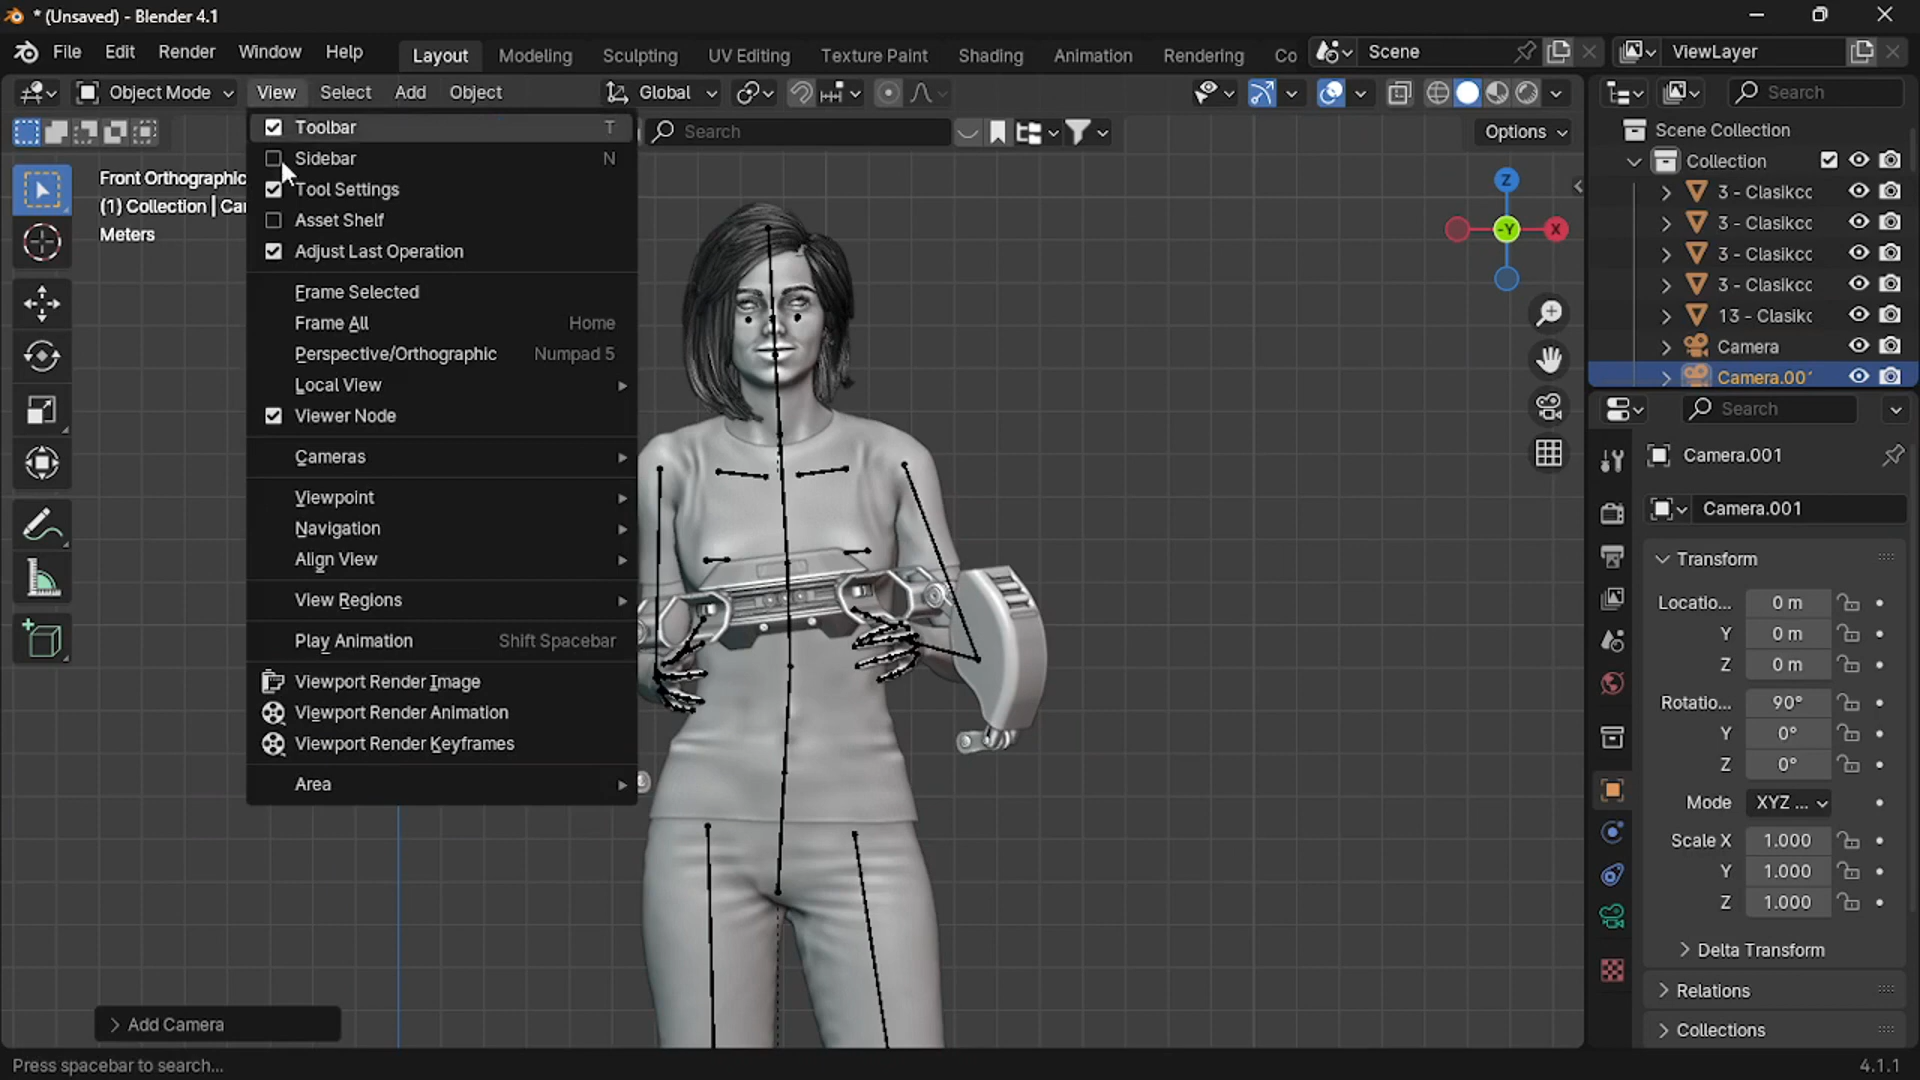 * (Unsaved) - Blender 4.1
File Edit Render Window Help Layout Modeling Sculpting UV Editing Texture Paint Shading Animation Rendering Co Scene ViewLayer
Object Mode View Select Add Object Global Search
Search Options
Front Orthographic
(1) Collection | Ca
Meters
Toolbar T
Sidebar N
Tool Settings
Asset Shelf
Adjust Last Operation
Frame Selected
Frame All Home
Perspective/Orthographic Numpad 5
Local View
Viewer Node
Cameras
Viewpoint
Navigation
Align View
View Regions
Play Animation Shift Spacebar
Viewport Render Image
Viewport Render Animation
Viewport Render Keyframes
Area
Z
-Y X
Scene Collection
Collection
3 - Clasikcc
3 - Clasikcc
3 - Clasikcc
3 - Clasikcc
13 - Clasikc
Camera
Camera.00
Search
Camera.001
Camera.001
Transform
Locatio... 0 m
Y 0 m
Z 0 m
Rotatio... 90°
Y 0°
Z 0°
Mode XYZ ...
Scale X 1.000
Y 1.000
Z 1.000
Delta Transform
Relations
Collections
Add Camera
Press spacebar to search...
4.1.1